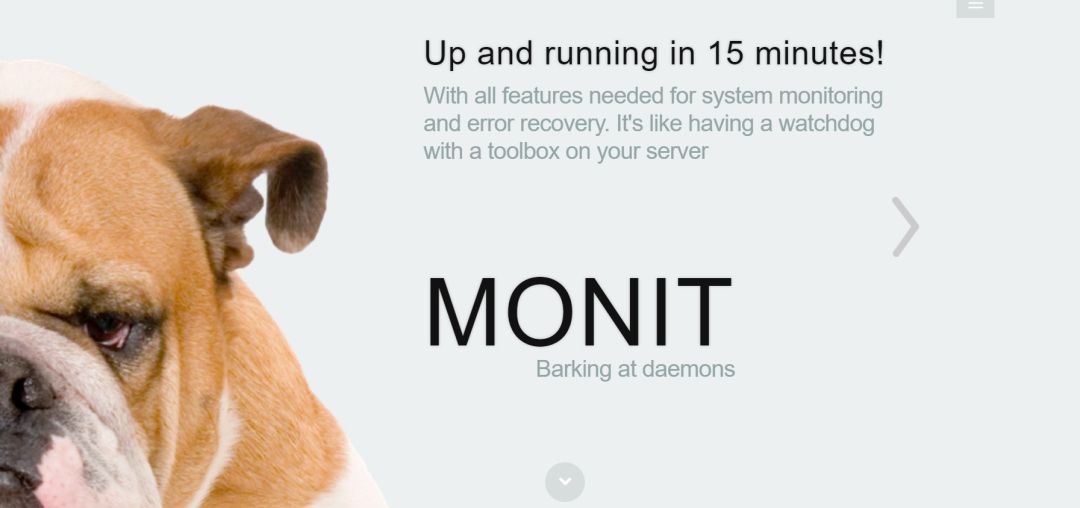 Up and running in 15 minutes!
With all features needed for system monitoring
and error recovery. It's like having a watchdog
with a toolbox on your server
MONIT
Barking at daemons